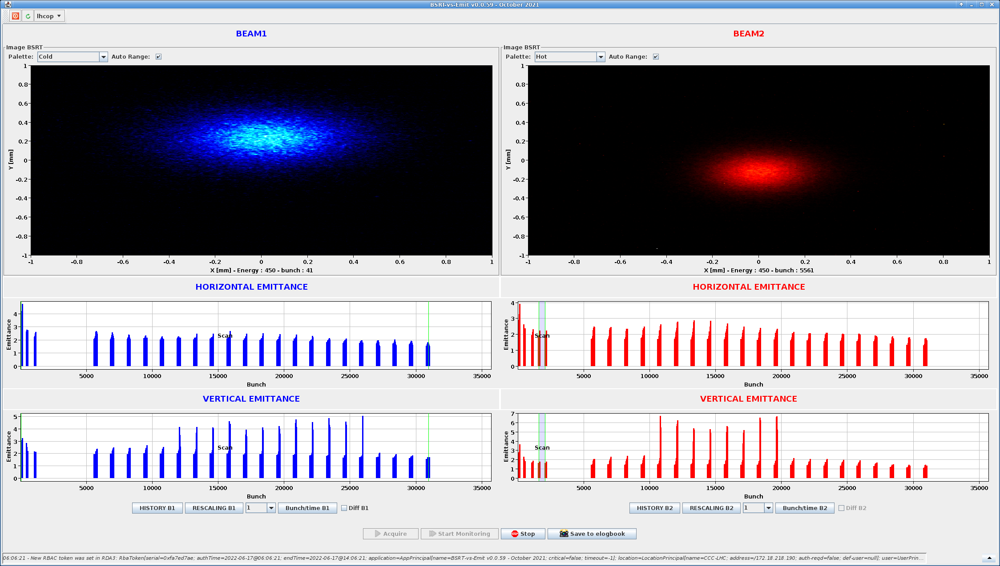 BSRT-vs-Emit v0.0.59 - October 2021
lhcop
BEAM1
Image BSRT
Palette: Cold Auto Range:
1
0.8
0.6
0.4
0.2
0
-0.2
-0.4
-0.6
-0.8
-1
Y [mm]
-1 -0.8 -0.6 -0.4 -0.2 0 0.2 0.4 0.6 0.8 1
X [mm] - Energy : 450 - bunch : 41
BEAM2
Image BSRT
Palette: Hot Auto Range:
1
0.8
0.6
0.4
0.2
0
-0.2
-0.4
-0.6
-0.8
-1
Y [mm]
-1 -0.8 -0.6 -0.4 -0.2 0 0.2 0.4 0.6 0.8 1
X [mm] - Energy : 450 - bunch : 5561
HORIZONTAL EMITTANCE
4
3
2
1
0
Emittance
Scan
5000 10000 15000 20000 25000 30000 35000
Bunch
HORIZONTAL EMITTANCE
4
3
2
1
0
Emittance
Scan
5000 10000 15000 20000 25000 30000 35000
Bunch
VERTICAL EMITTANCE
5
4
3
2
1
0
Emittance
Scan
5000 10000 15000 20000 25000 30000 35000
Bunch
VERTICAL EMITTANCE
7
6
5
4
3
2
1
0
Emittance
Scan
5000 10000 15000 20000 25000 30000 35000
Bunch
HISTORY B1 RESCALING B1 1 Bunch/time B1 Diff B1
HISTORY B2 RESCALING B2 1 Bunch/time B2 Diff B2
Acquire Start Monitoring STOP Stop Save to elogbook
06:06:21 - New RBAC token was set in RDA3: RbaToken[serial=0xfa7ed7ae; authTime=2022-06-17@06:06:21; endTime=2022-06-17@14:06:21; application=AppPrincipal[name=BSRT-vs-Emit v0.0.59 - October 2021; critical=false; timeout=-1]; location=LocationPrincipal[name=CCC-LHC; address=/172.18.218.190; auth-reqd=false; def-user=null]; user=UserPrin...